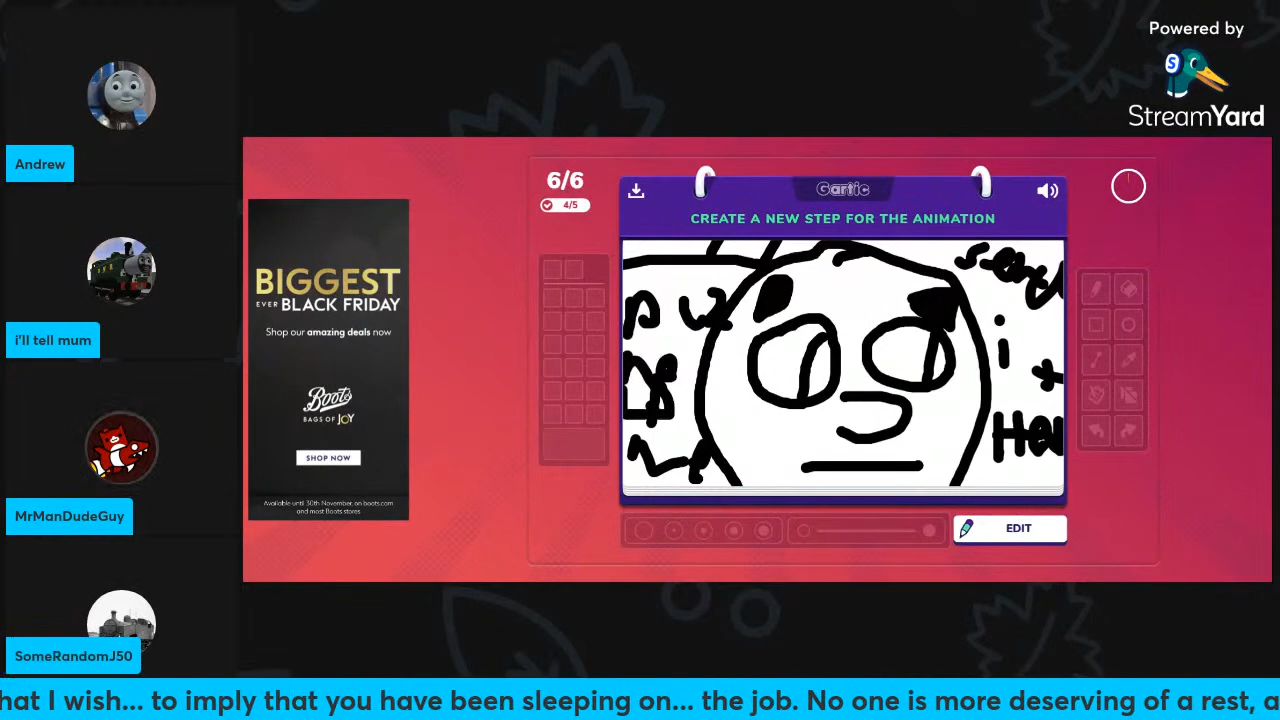 Powered by
S
StreamYard
Andrew
i'll tell mum
MrManDudeGuy
SomeRandomJ50
6/6
4/5
Gartic
CREATE A NEW STEP FOR THE ANIMATION
BIGGEST
EVER BLACK FRIDAY
Shop our amazing deals now
Boots
BAGS OF JOY
SHOP NOW
Available until 30th November, on boots.com
and most Boots stores
i
EDIT
hat I wish... to imply that you have been sleeping on... the job. No one is more deserving of a rest, a